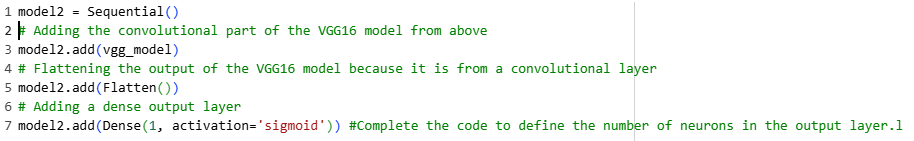 1 model2 = Sequential()
2 # Adding the convolutional part of the VGG16 model from above
3 model2.add(vgg_model)
4 # Flattening the output of the VGG16 model because it is from a convolutional layer
5 model2.add(Flatten())
6 # Adding a dense output layer
7 model2.add(Dense(1, activation='sigmoid')) #Complete the code to define the number of neurons in the output layer.l